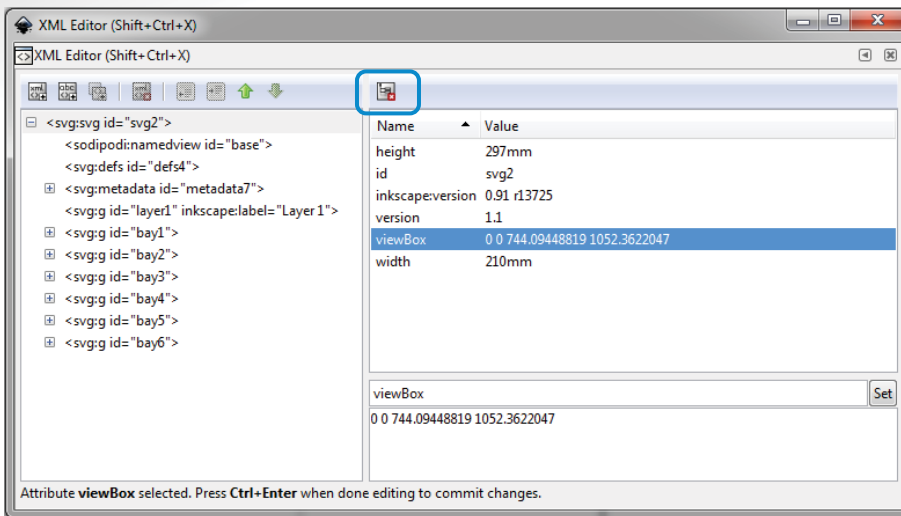 XML Editor (Shift+Ctrl+X)
XML Editor (Shift+Ctrl+X)
<svg:svg id="svg2">
<sodipodi:namedview id="base">
<svg:defs id="defs4">
<svg:metadata id="metadata7">
<svg:g id="layer1" inkscape:label="Layer 1">
<svg:g id="bay1">
<svg:g id="bay2">
<svg:g id="bay3">
<svg:g id="bay4">
<svg:g id="bay5">
<svg:g id="bay6">
Name Value
height 297mm
id svg2
inkscape:version 0.91 r13725
version 1.1
viewBox 0 0 744.09448819 1052.3622047
width 210mm
viewBox Set
0 0 744.09448819 1052.3622047
Attribute viewBox selected. Press Ctrl+Enter when done editing to commit changes.